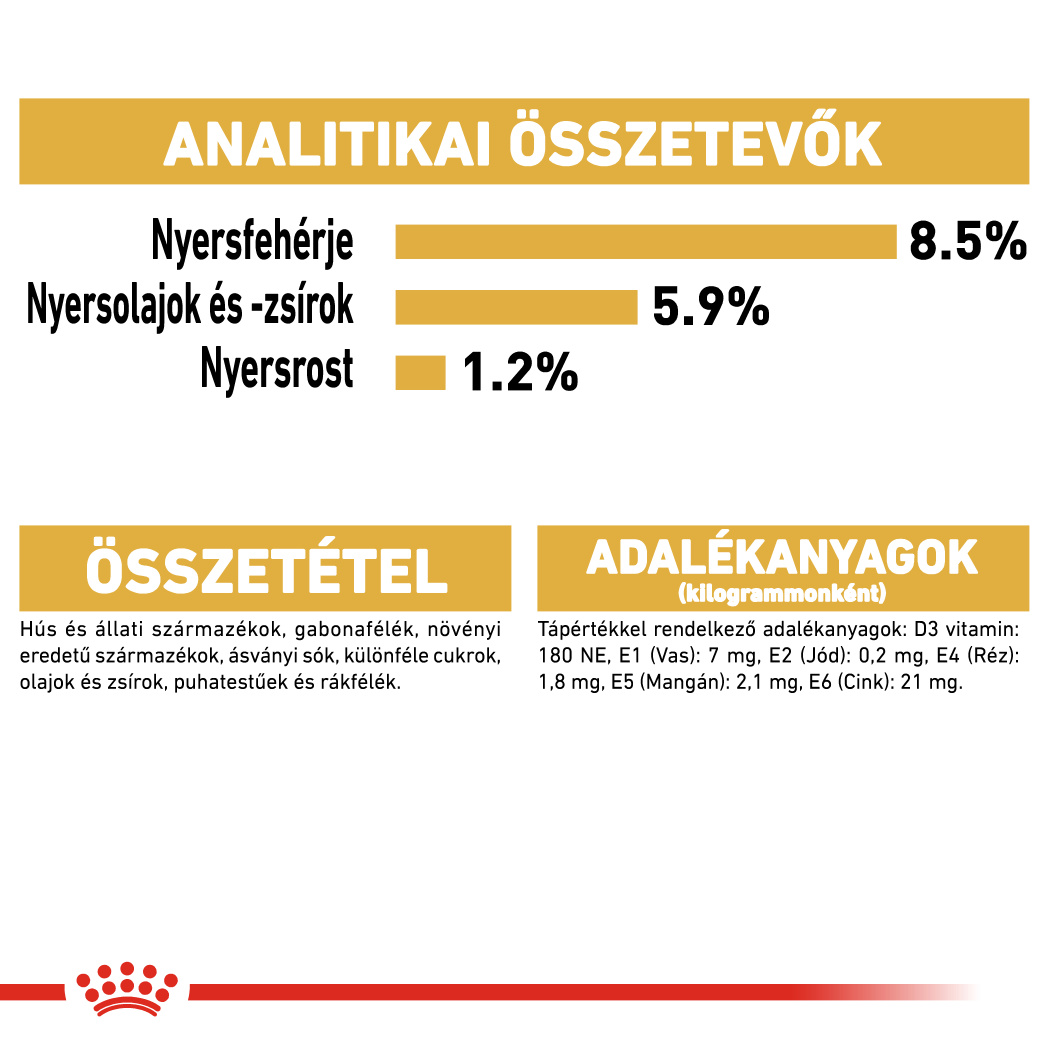 ANALITIKAI ÖSSZETEVŐK
Nyersfehérje 8.5%
Nyersolajok és -zsírok 5.9%
Nyersrost 1.2%
ÖSSZETÉTEL
Hús és állati származékok, gabonafélék, növényi
eredetű származékok, ásványi sók, különféle cukrok,
olajok és zsírok, puhatestűek és rákfélék.
ADALÉKANYAGOK
(kilogrammonként)
Tápértékkel rendelkező adalékanyagok: D3 vitamin:
180 NE, E1 (Vas): 7 mg, E2 (Jód): 0,2 mg, E4 (Réz):
1,8 mg, E5 (Mangán): 2,1 mg, E6 (Cink): 21 mg.